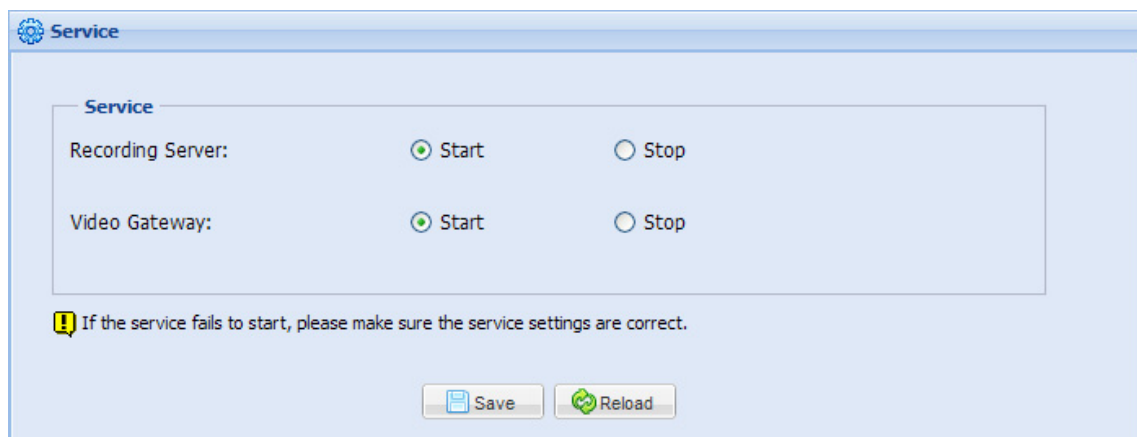 Service
Service
Recording Server: Start Stop
Video Gateway: Start Stop
If the service fails to start, please make sure the service settings are correct.
Save Reload